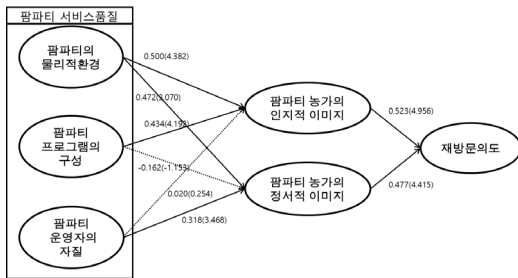 팜파티 서비스품질
팜파티의
물리적환경
0.500(4.382)
0.472(3.070)
팜파티 농가의
인지적 이미지
0.523(4.956)
0.434(4.192)
팜파티
프로그램의
구성
재방문의도
-0.162(-1.153)
팜파티 농가의
정서적 이미지
0.477(4.415)
0.020(0.254)
0.318(3.468)
팜파티
운영자의
자질